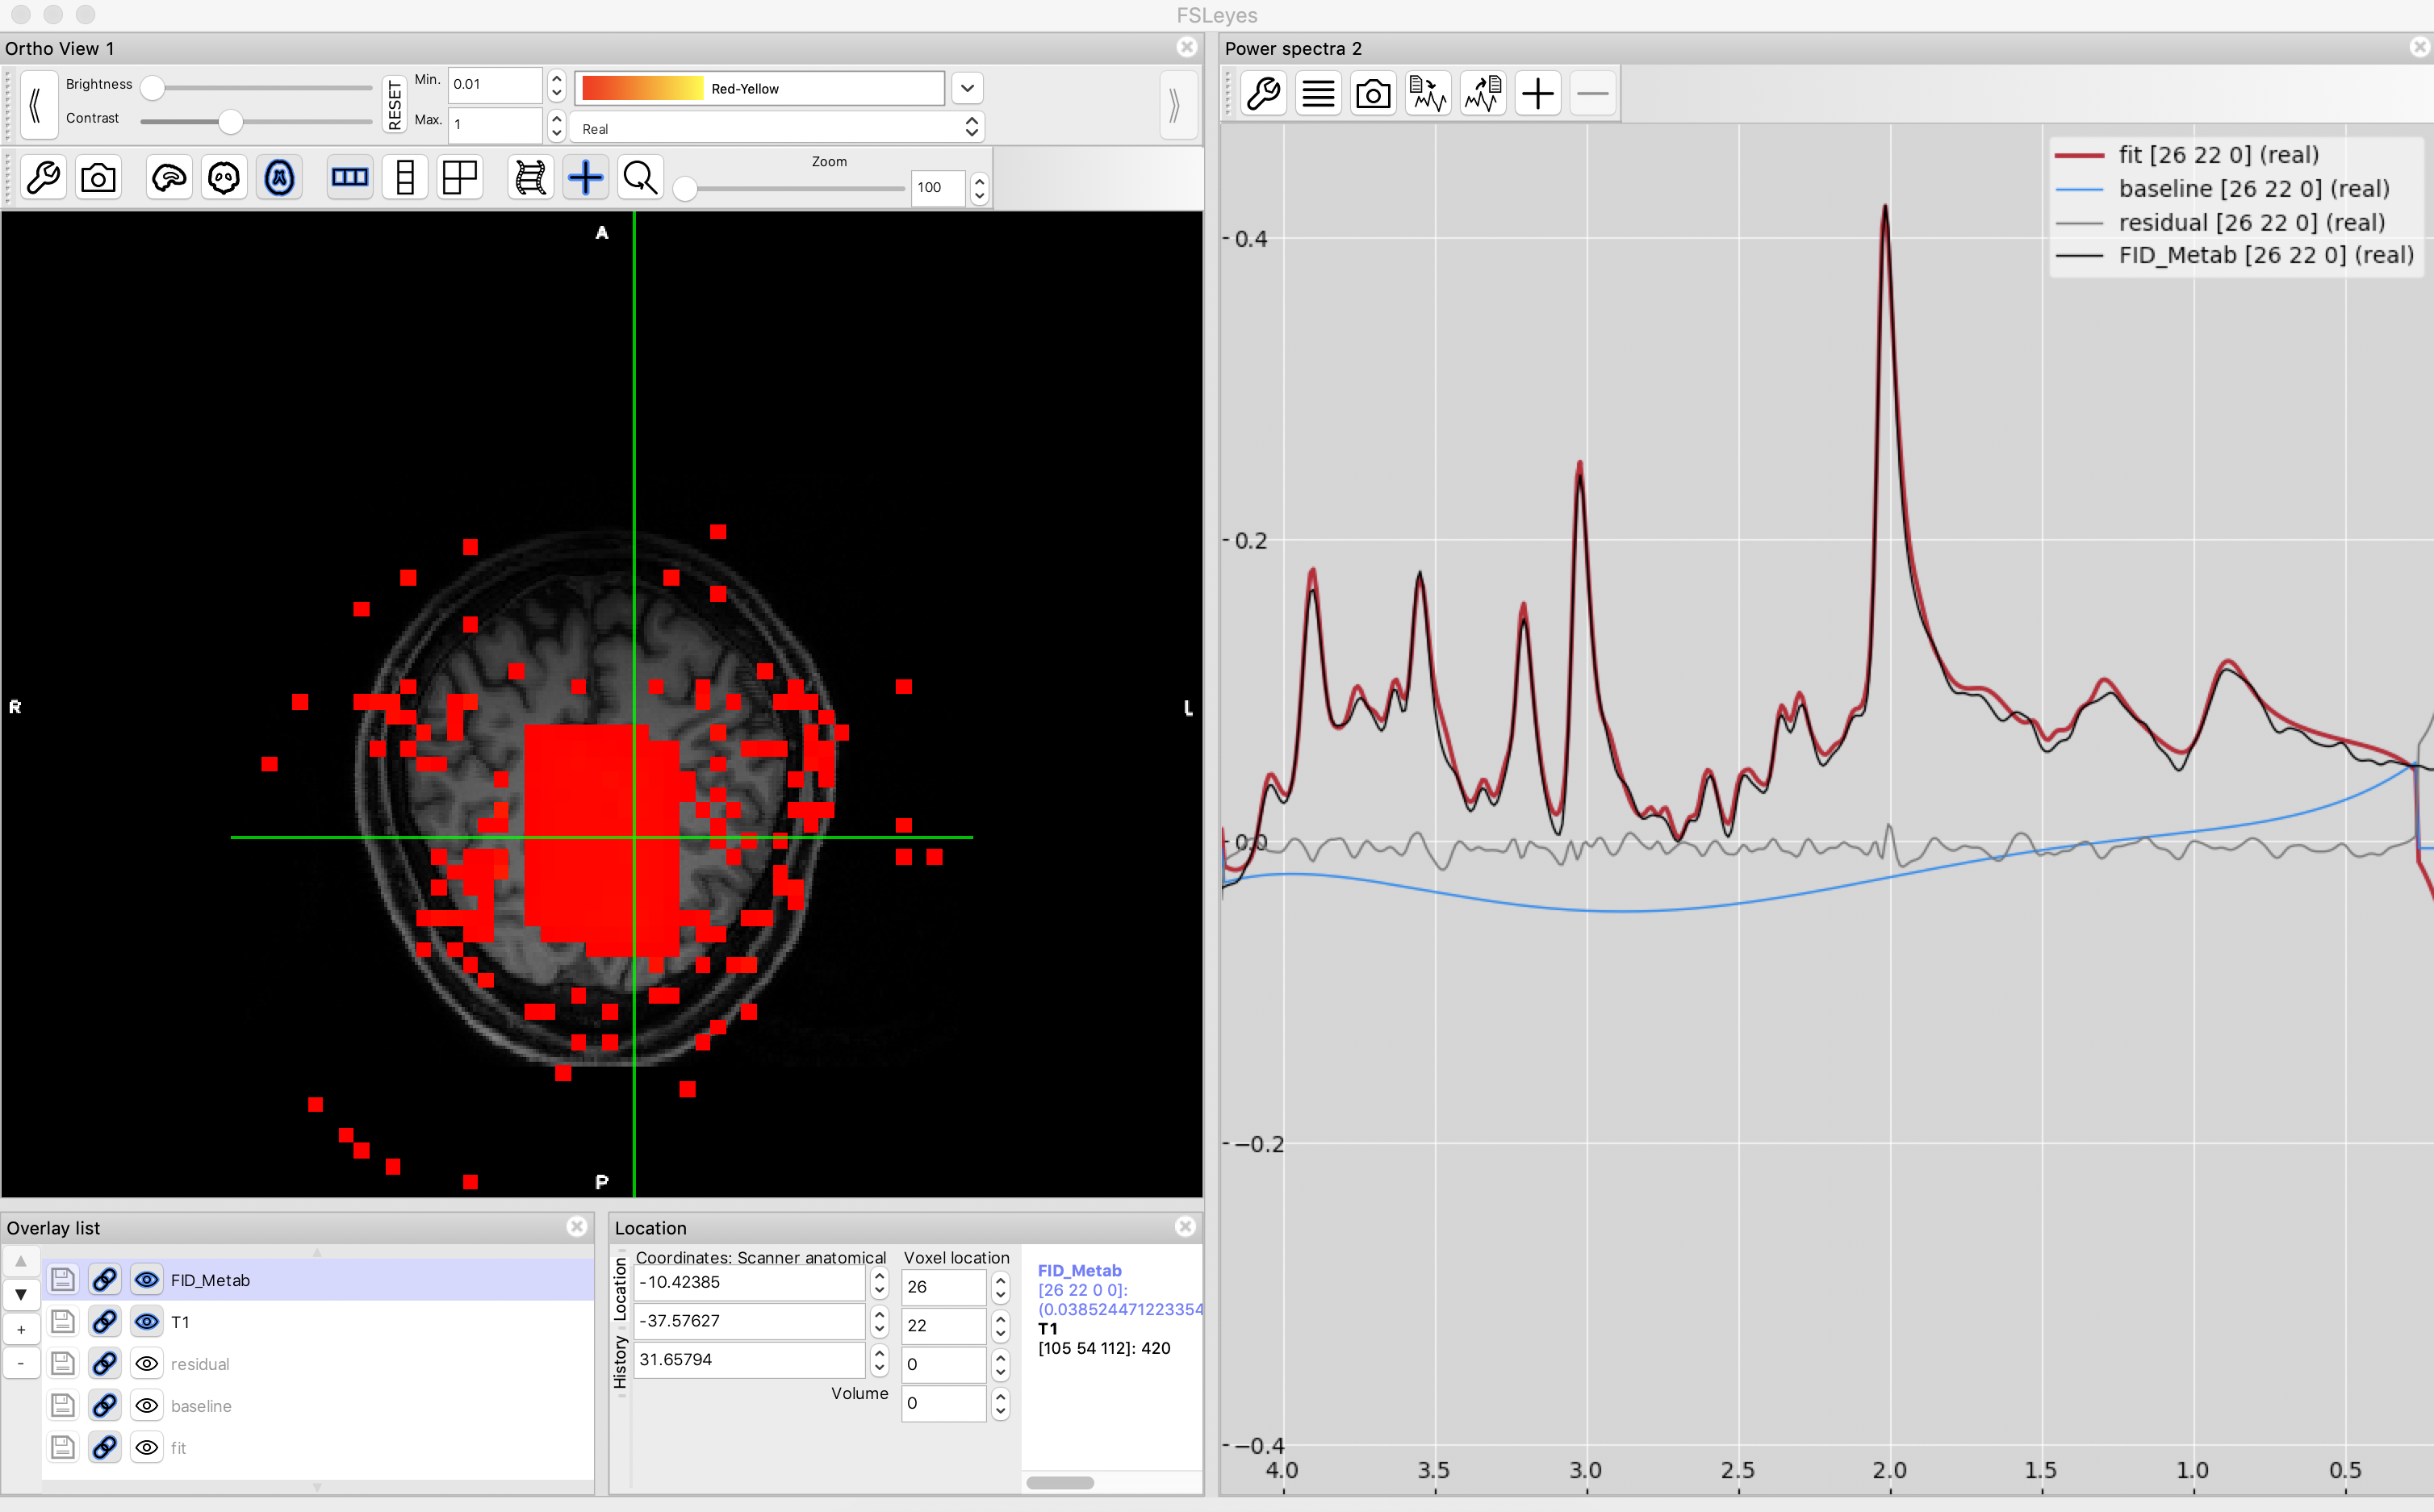 FSLeyes
Ortho View 1
Brightness
Contrast
RESET
Min. 0.01
Max. 1
Red-Yellow
Real
Zoom
100
A
R
L
P
Overlay list
FID_Metab
T1
residual
baseline
fit
Location
Location
History
Coordinates: Scanner anatomical
-10.42385
-37.57627
31.65794
Volume
Voxel location
26
22
0
0
FID_Metab
[26 22 0 0]:
(0.038524471223354
T1
[105 54 112]: 420
Power spectra 2
fit [26 22 0] (real)
baseline [26 22 0] (real)
residual [26 22 0] (real)
FID_Metab [26 22 0] (real)
0.4
0.2
0.0
−0.2
−0.4
4.0 3.5 3.0 2.5 2.0 1.5 1.0 0.5